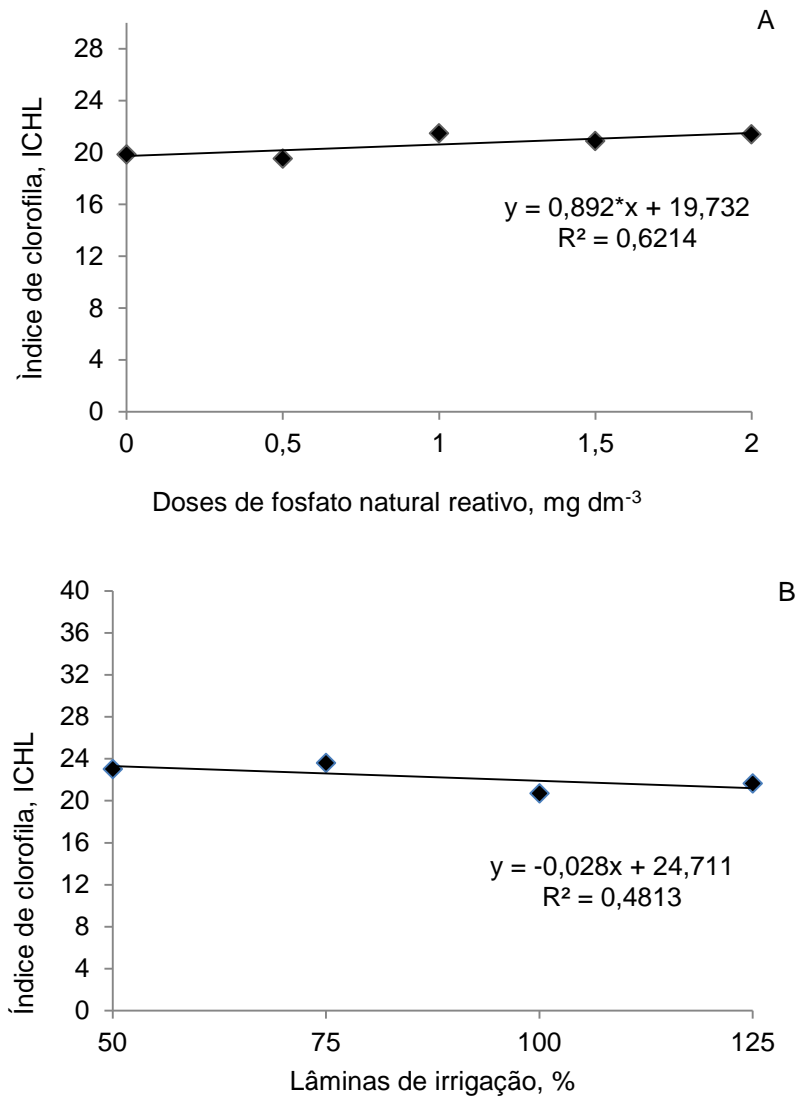 A
28
24
20
16
12
8
4
0
Ìndice de clorofila, ICHL
y = 0,892*x + 19,732
R² = 0,6214
0 0,5 1 1,5 2
Doses de fosfato natural reativo, mg dm⁻³
B
40
36
32
28
24
20
16
12
8
4
0
Índice de clorofila, ICHL
y = -0,028x + 24,711
R² = 0,4813
50 75 100 125
Lâminas de irrigação, %